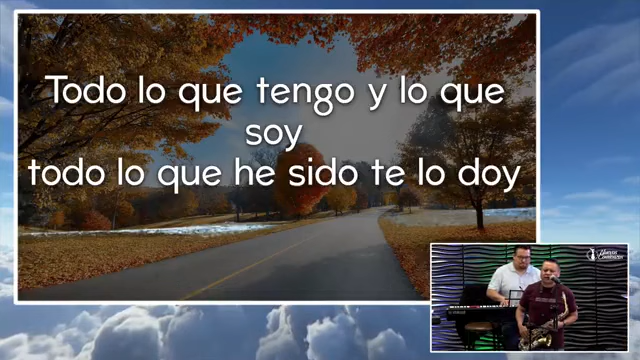 Todo lo que tengo y lo que
soy
todo lo que he sido te lo doy